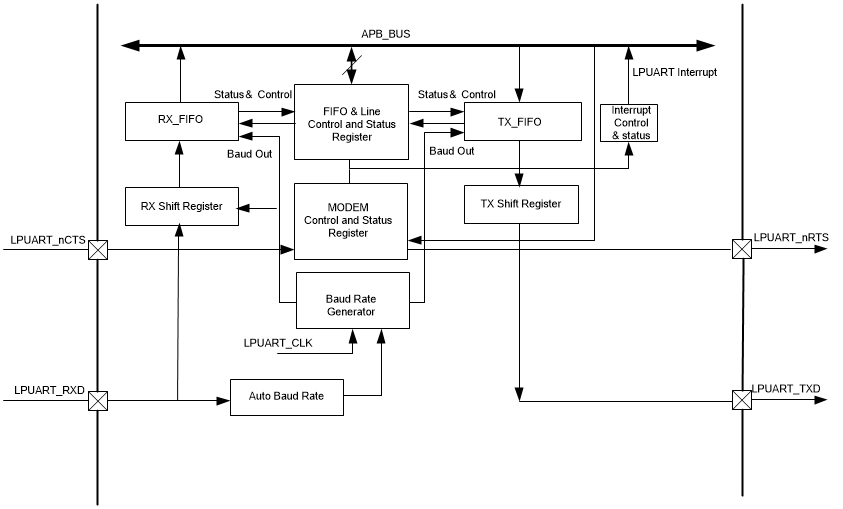 APB_BUS
LPUART Interrupt
Status & Control
Status & Control
RX_FIFO
FIFO & Line
Control and Status
Register
TX_FIFO
Interrupt
Control
& status
Baud Out
Baud Out
RX Shift Register
MODEM
Control and Status
Register
TX Shift Register
LPUART_nCTS
LPUART_nRTS
Baud Rate
Generator
LPUART_CLK
LPUART_RXD
Auto Baud Rate
LPUART_TXD